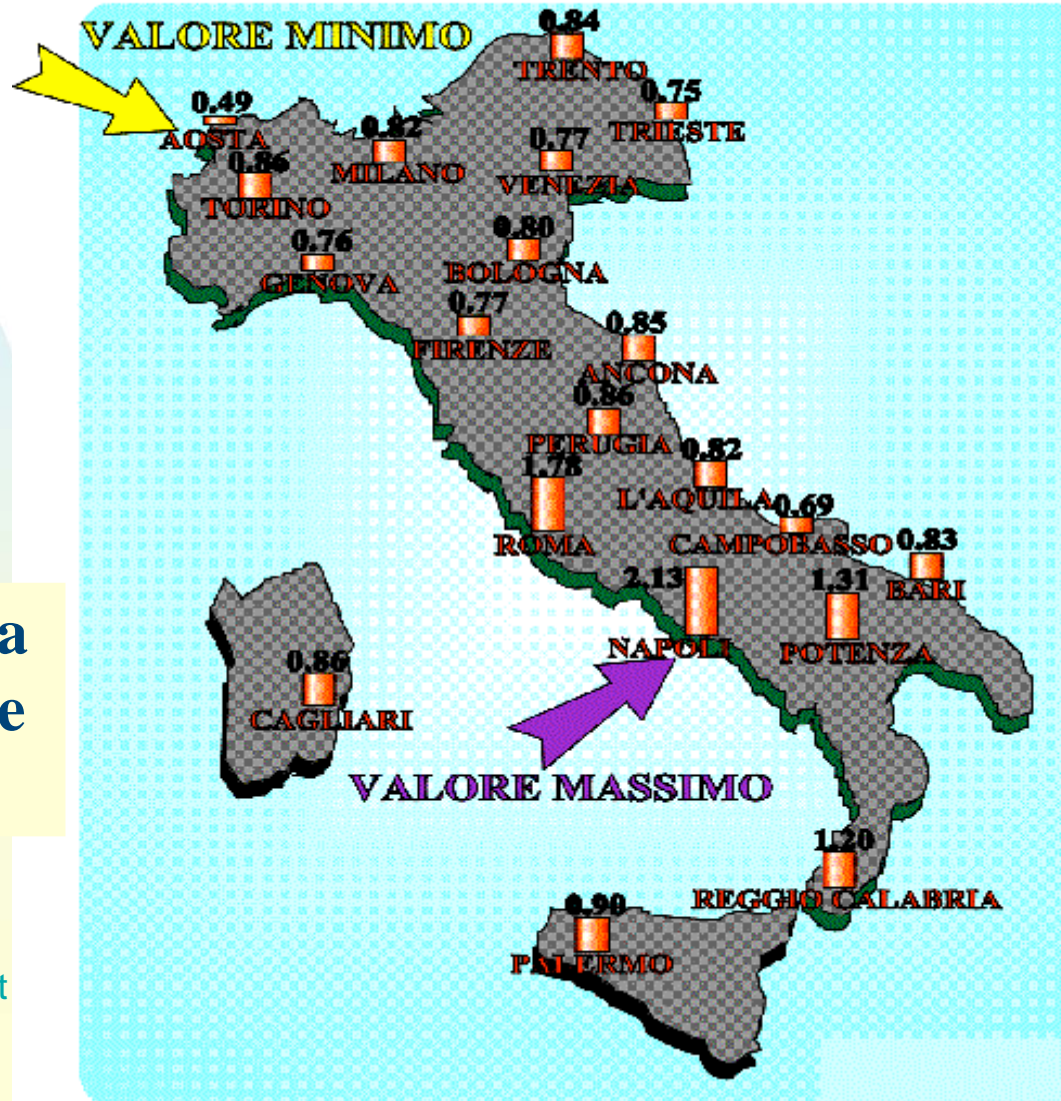 VALORE MINIMO
0.84
TRENTO
0.49
AOSTA
0.75
TRIESTE
0.82
MILANO
0.77
VENEZIA
0.86
TORINO
0.76
GENOVA
0.80
BOLOGNA
0.77
FIRENZE
0.85
ANCONA
0.86
PERUGIA
0.82
L'AQUILA
1.78
ROMA
0.69
CAMPOBASSO
0.83
BARI
2.13
NAPOLI
1.31
POTENZA
a
e
0.86
CAGLIARI
VALORE MASSIMO
1.20
REGGIO CALABRIA
0.90
PALERMO
t